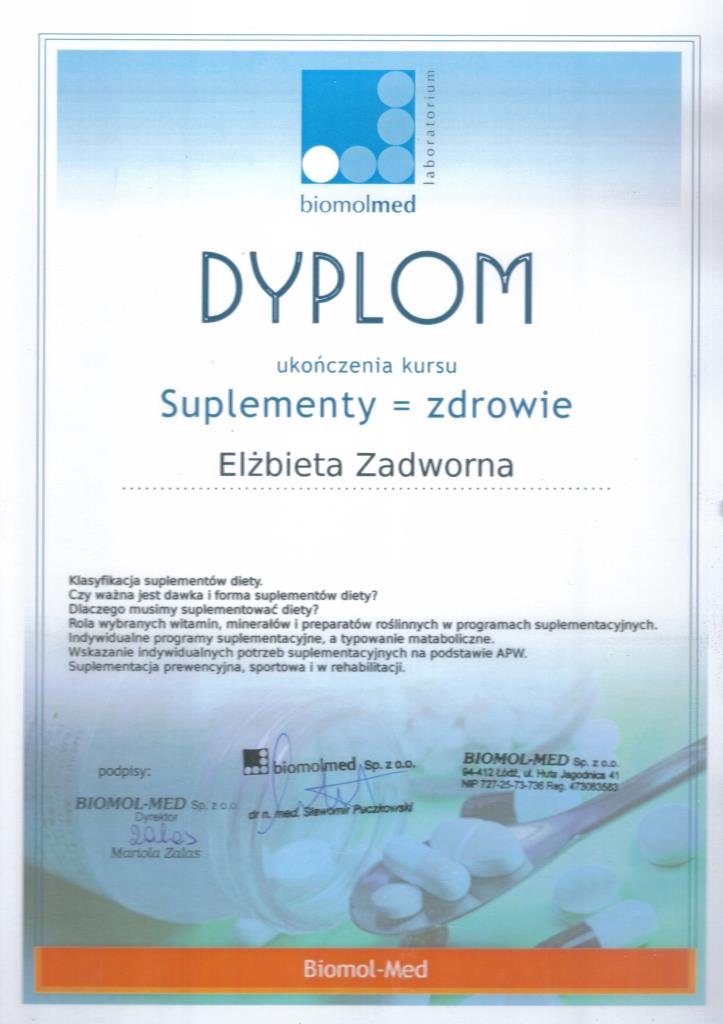 laboratorium
biomolmed
DYPLOM
ukończenia kursu
Suplementy = zdrowie
Elżbieta Zadworna
Klasyfikacja suplementów diety.
Czy ważna jest dawka i forma suplementów diety?
Dlaczego musimy suplementować diety?
Rola wybranych witamin, minerałów i preparatów roślinnych w programach suplementacyjnych.
Indywidualne programy suplementacyjne, a typowanie mataboliczne.
Wskazanie indywidualnych potrzeb suplementacyjnych na podstawie APW.
Suplementacja prewencyjna, sportowa i w rehabilitacji.
podpisy:
BIOMOL-MED Sp. z o.o.
Dyrektor
Zalas
Mariola Zalas
biomolmed Sp. z o.o.
dr n. med. Sławomir Puczkowski
BIOMOL-MED Sp. z o.o.
94-412 Łódź, ul. Huta Jagodnica 41
NIP 727-25-73-736 Reg. 473063583
Biomol-Med